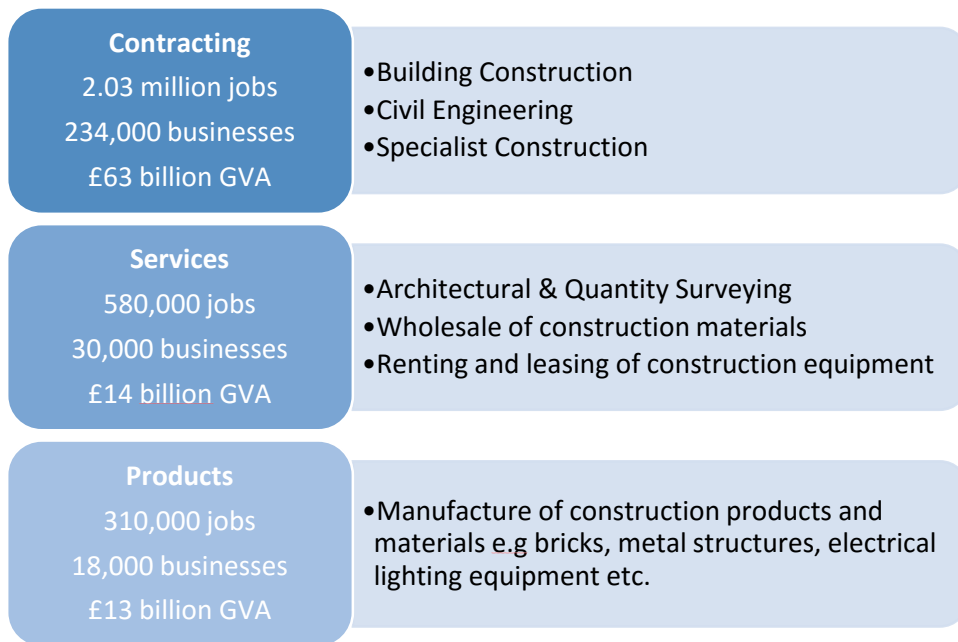 Contracting
2.03 million jobs
234,000 businesses
£63 billion GVA
•Building Construction
•Civil Engineering
•Specialist Construction
Services
580,000 jobs
30,000 businesses
£14 billion GVA
•Architectural & Quantity Surveying
•Wholesale of construction materials
•Renting and leasing of construction equipment
Products
310,000 jobs
18,000 businesses
£13 billion GVA
•Manufacture of construction products and
materials e.g bricks, metal structures, electrical
lighting equipment etc.